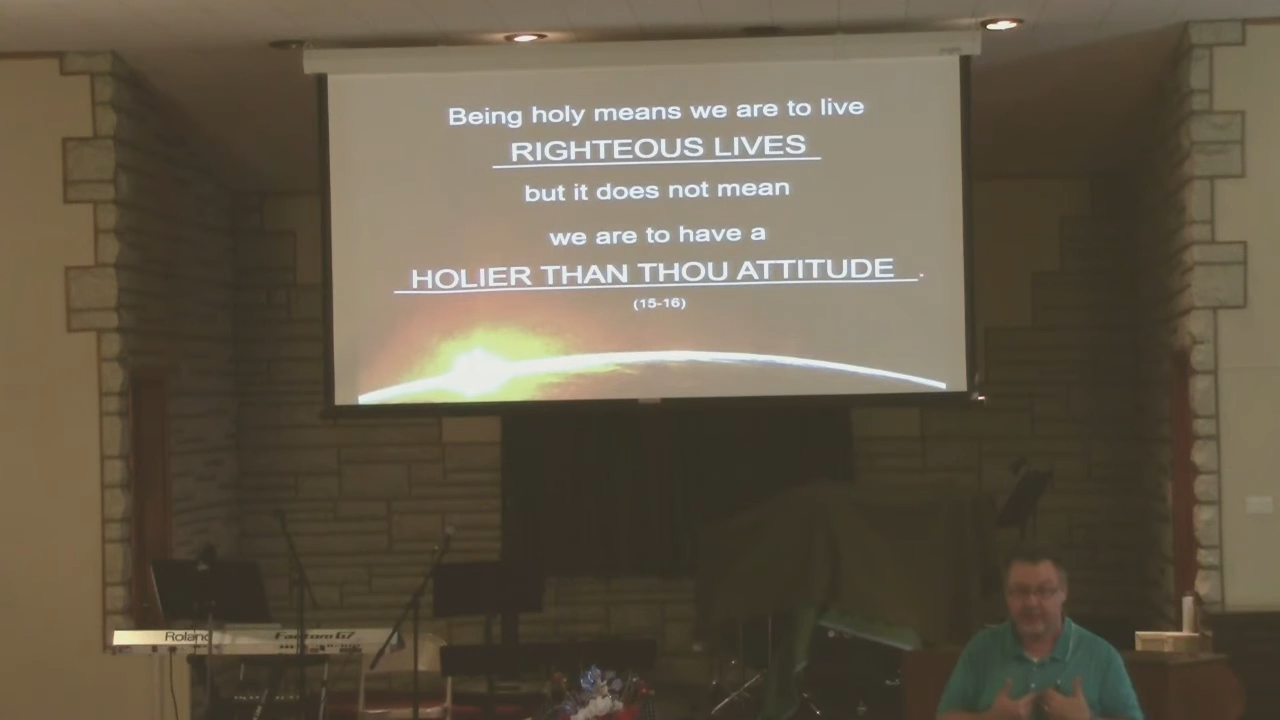 Being holy means we are to live
RIGHTEOUS LIVES
but it does not mean
we are to have a
HOLIER THAN THOU ATTITUDE.
(15-16)
Roland